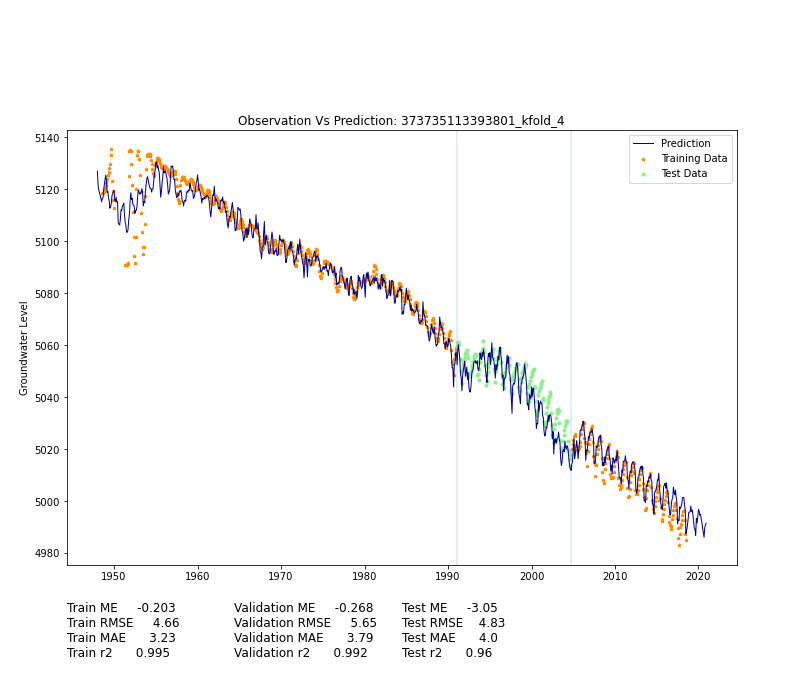 Observation Vs Prediction: 373735113393801_kfold_4
5140
5120
5100
5080
5060
5040
5020
5000
4980
Groundwater Level
Prediction
Training Data
Test Data
1950 1960 1970 1980 1990 2000 2010 2020
Train ME -0.203 Validation ME -0.268 Test ME -3.05
Train RMSE 4.66 Validation RMSE 5.65 Test RMSE 4.83
Train MAE 3.23 Validation MAE 3.79 Test MAE 4.0
Train r2 0.995 Validation r2 0.992 Test r2 0.96